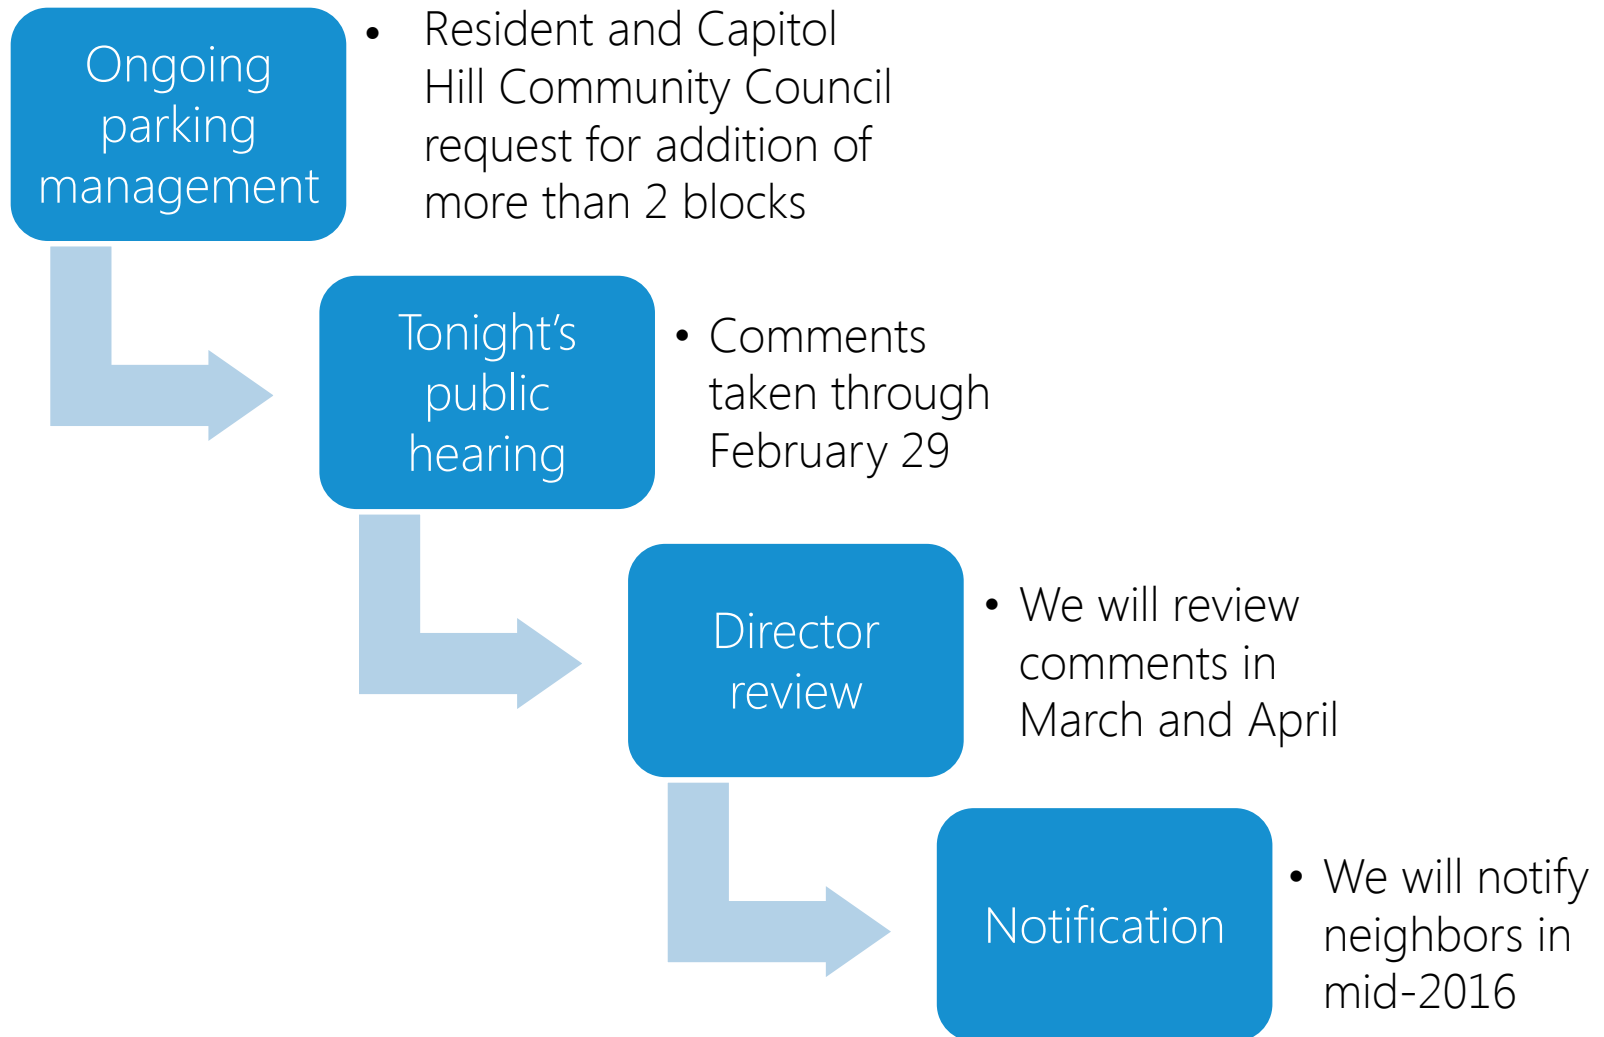 Ongoing
parking
management
• Resident and Capitol
Hill Community Council
request for addition of
more than 2 blocks
Tonight’s
public
hearing
• Comments
taken through
February 29
Director
review
• We will review
comments in
March and April
Notification
• We will notify
neighbors in
mid-2016